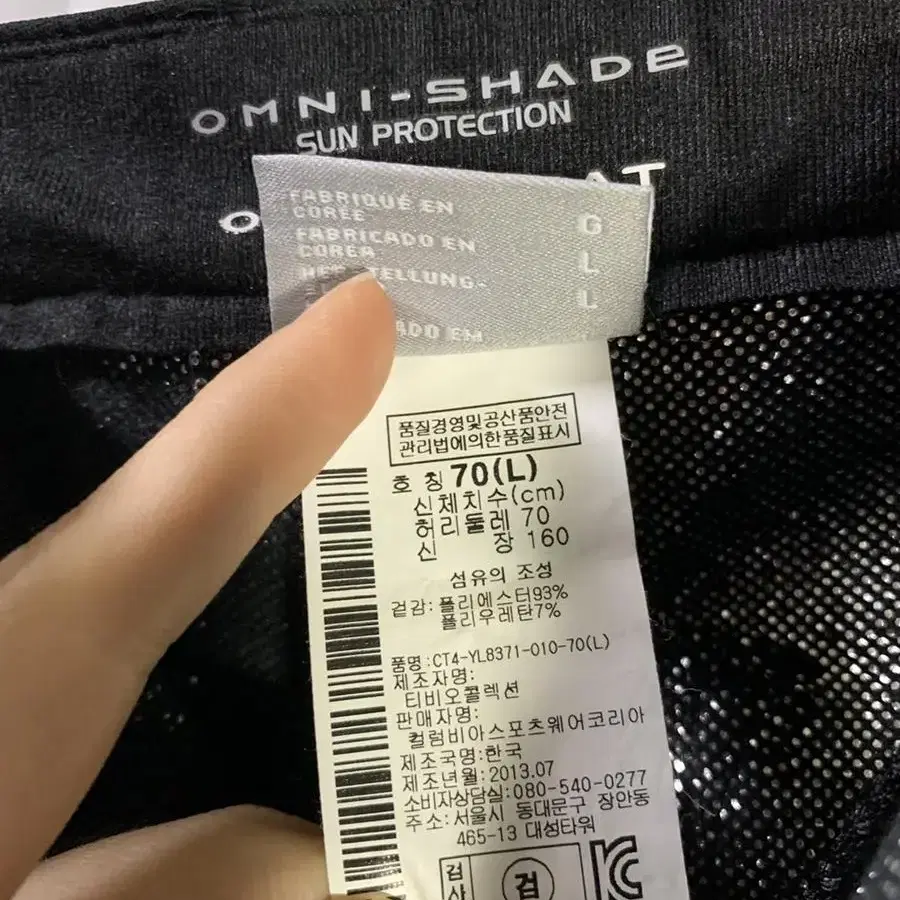 OMNI-SHADE
SUN PROTECTION
AT
FABRIQUÉ EN
CORÉE
FABRICADO EN
COREA
G
L
L
품질경영및공산품안전
관리법에의한품질표시
호 칭 70(L)
신체치수(cm)
허리둘레 70
신 장 160
섬유의 조성
겉감: 폴리에스터93%
폴리우레탄7%
품명:CT4-YL8371-010-70(L)
제조자명:
티비오콜렉션
판매자명:
컬럼비아스포츠웨어코리아
제조국명:한국
제조년월:2013.07
소비자상담실:080-540-0277
주소:서울시 동대문구 장안동
465-13 대성타워
검
사
검